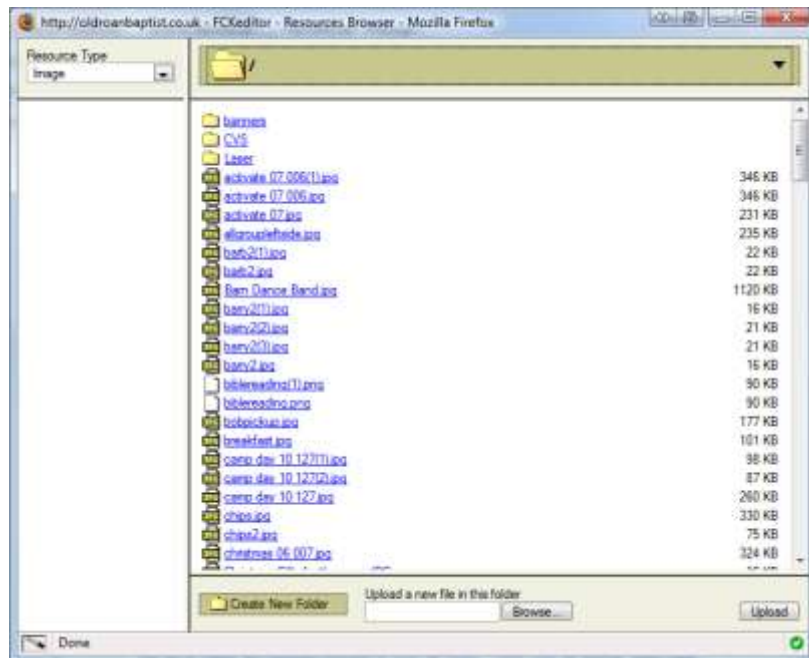 http://oldroanbaptist.co.uk - FCKeditor - Resources Browser - Mozilla Firefox
Resource Type
Image
/
banners
CVS
Laser
activate 07 006(1).jpg 346 KB
activate 07 006.jpg 346 KB
activate 07.jpg 231 KB
allgroupleftside.jpg 235 KB
barb2(1).jpg 22 KB
barb2.jpg 22 KB
Barn Dance Band.jpg 1120 KB
barry2(1).jpg 16 KB
barry2(2).jpg 21 KB
barry2(3).jpg 21 KB
barry2.jpg 16 KB
biblereading(1).png 90 KB
biblereading.png 90 KB
bobpickup.jpg 177 KB
breakfast.jpg 101 KB
camp day 10 127(1).jpg 98 KB
camp day 10 127(2).jpg 87 KB
camp day 10 127.jpg 260 KB
chips.jpg 330 KB
chips2.jpg 75 KB
christmas 06 007.jpg 324 KB
Create New Folder
Upload a new file in this folder
Browse...
Upload
Done